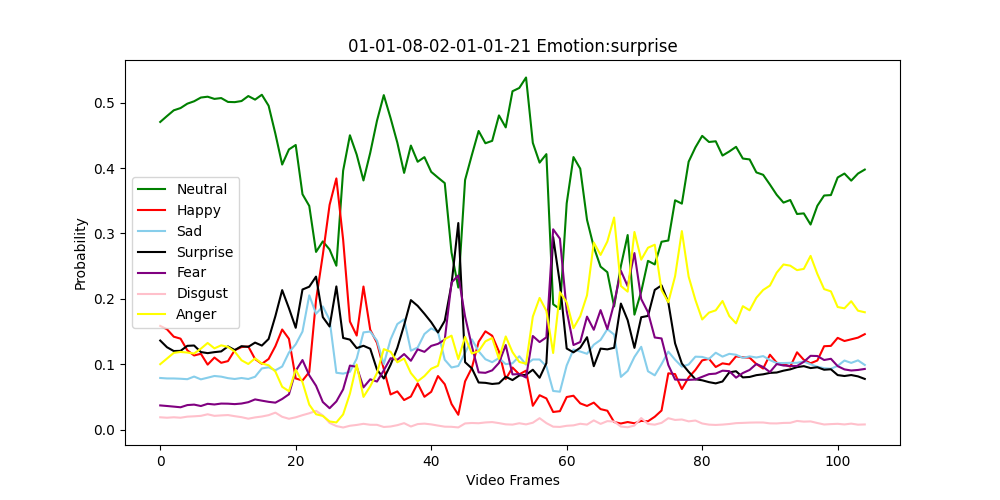 01-01-08-02-01-01-21 Emotion:surprise
Probability
0.5
0.4
0.3
0.2
0.1
0.0
Neutral
Happy
Sad
Surprise
Fear
Disgust
Anger
0 20 40 60 80 100
Video Frames